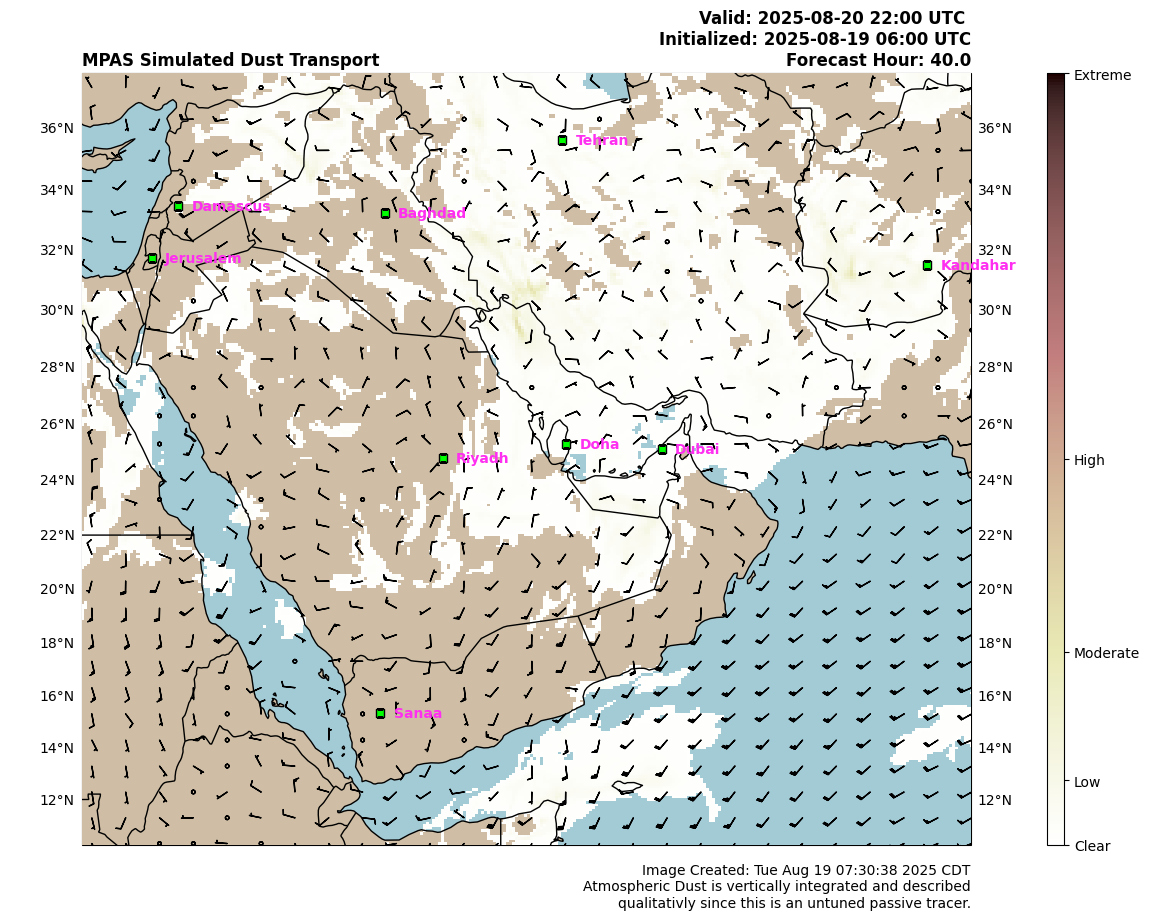 Valid: 2025-08-20 22:00 UTC
Initialized: 2025-08-19 06:00 UTC
MPAS Simulated Dust Transport
Forecast Hour: 40.0
Extreme
36°N
Tehran
36°N
34°N
Damascus
Baghdad
34°N
32°N
Jerusalem
32°N
Kandahar
30°N
30°N
28°N
28°N
26°N
Doha
Dubai
26°N
High
24°N
Riyadh
24°N
22°N
22°N
20°N
20°N
18°N
18°N
Moderate
16°N
Sanaa
16°N
14°N
14°N
12°N
12°N
Low
Clear
Image Created: Tue Aug 19 07:30:38 2025 CDT
Atmospheric Dust is vertically integrated and described
qualitativly since this is an untuned passive tracer.